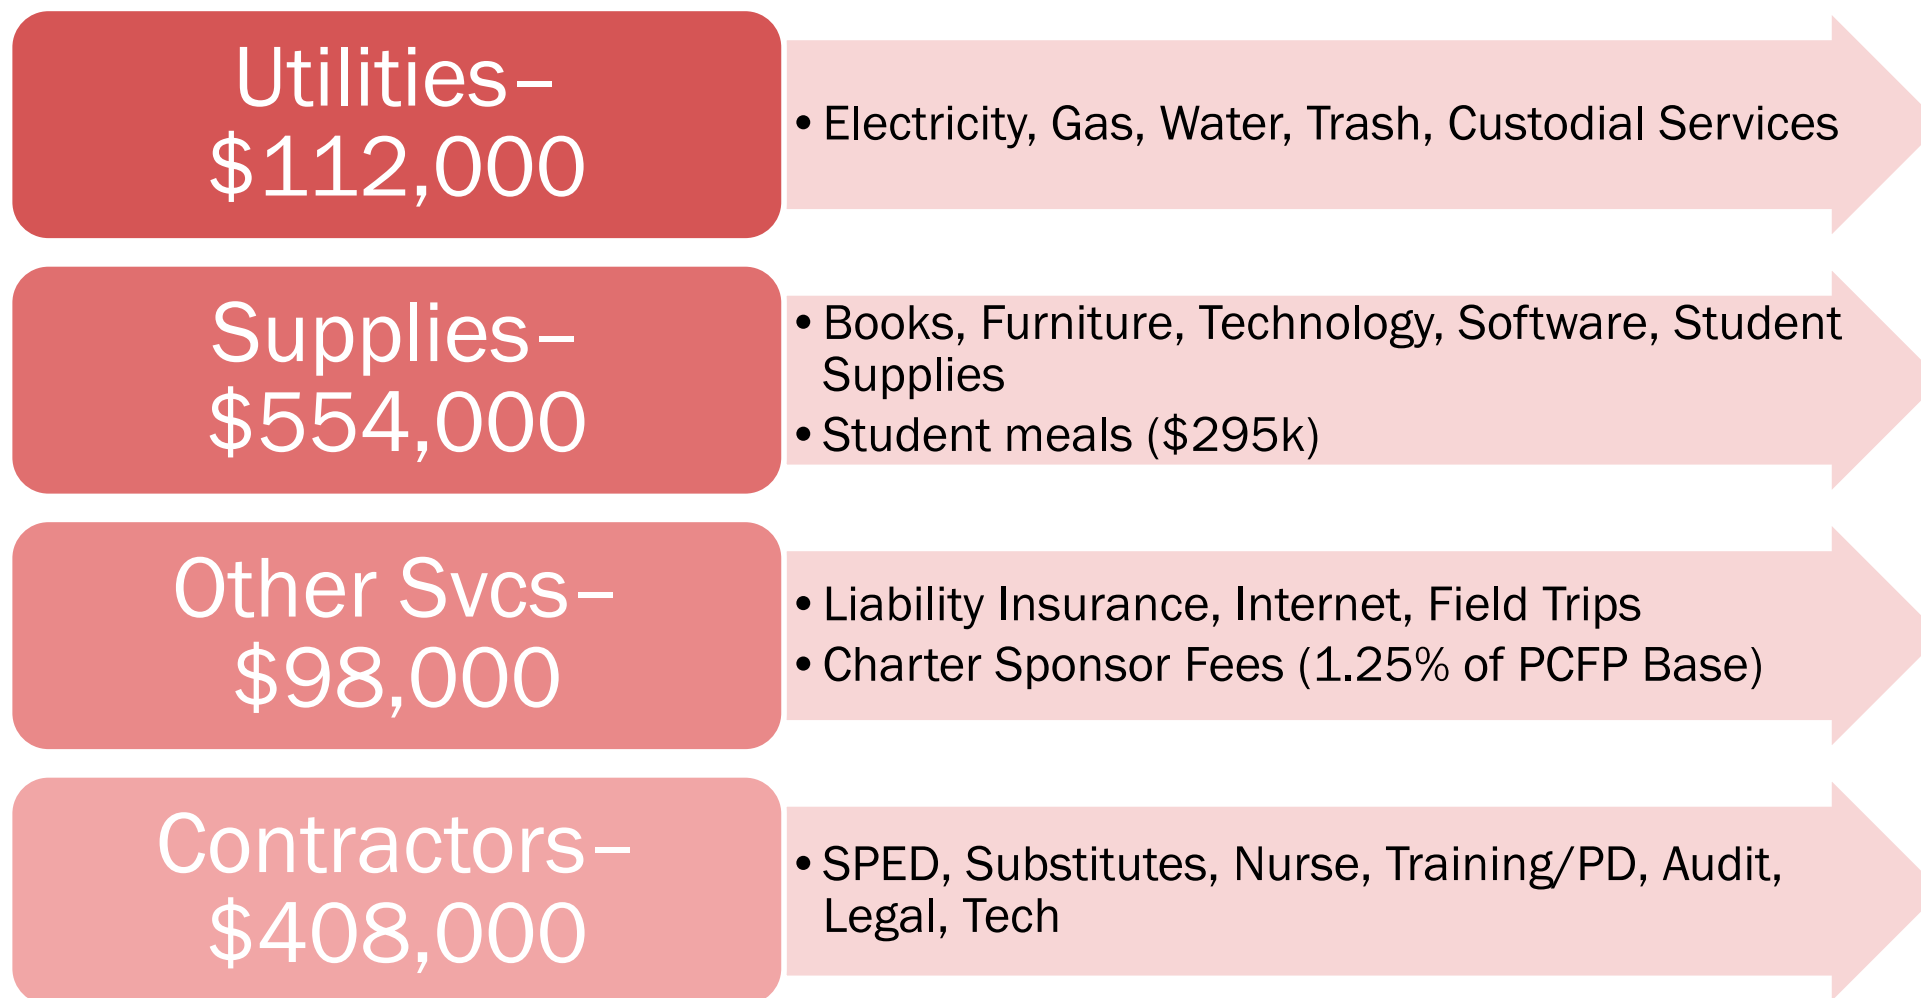 Utilities–
$112,000
• Electricity, Gas, Water, Trash, Custodial Services
Supplies–
$554,000
• Books, Furniture, Technology, Software, Student
Supplies
• Student meals ($295k)
Other Svcs–
$98,000
• Liability Insurance, Internet, Field Trips
• Charter Sponsor Fees (1.25% of PCFP Base)
Contractors–
$408,000
• SPED, Substitutes, Nurse, Training/PD, Audit,
Legal, Tech